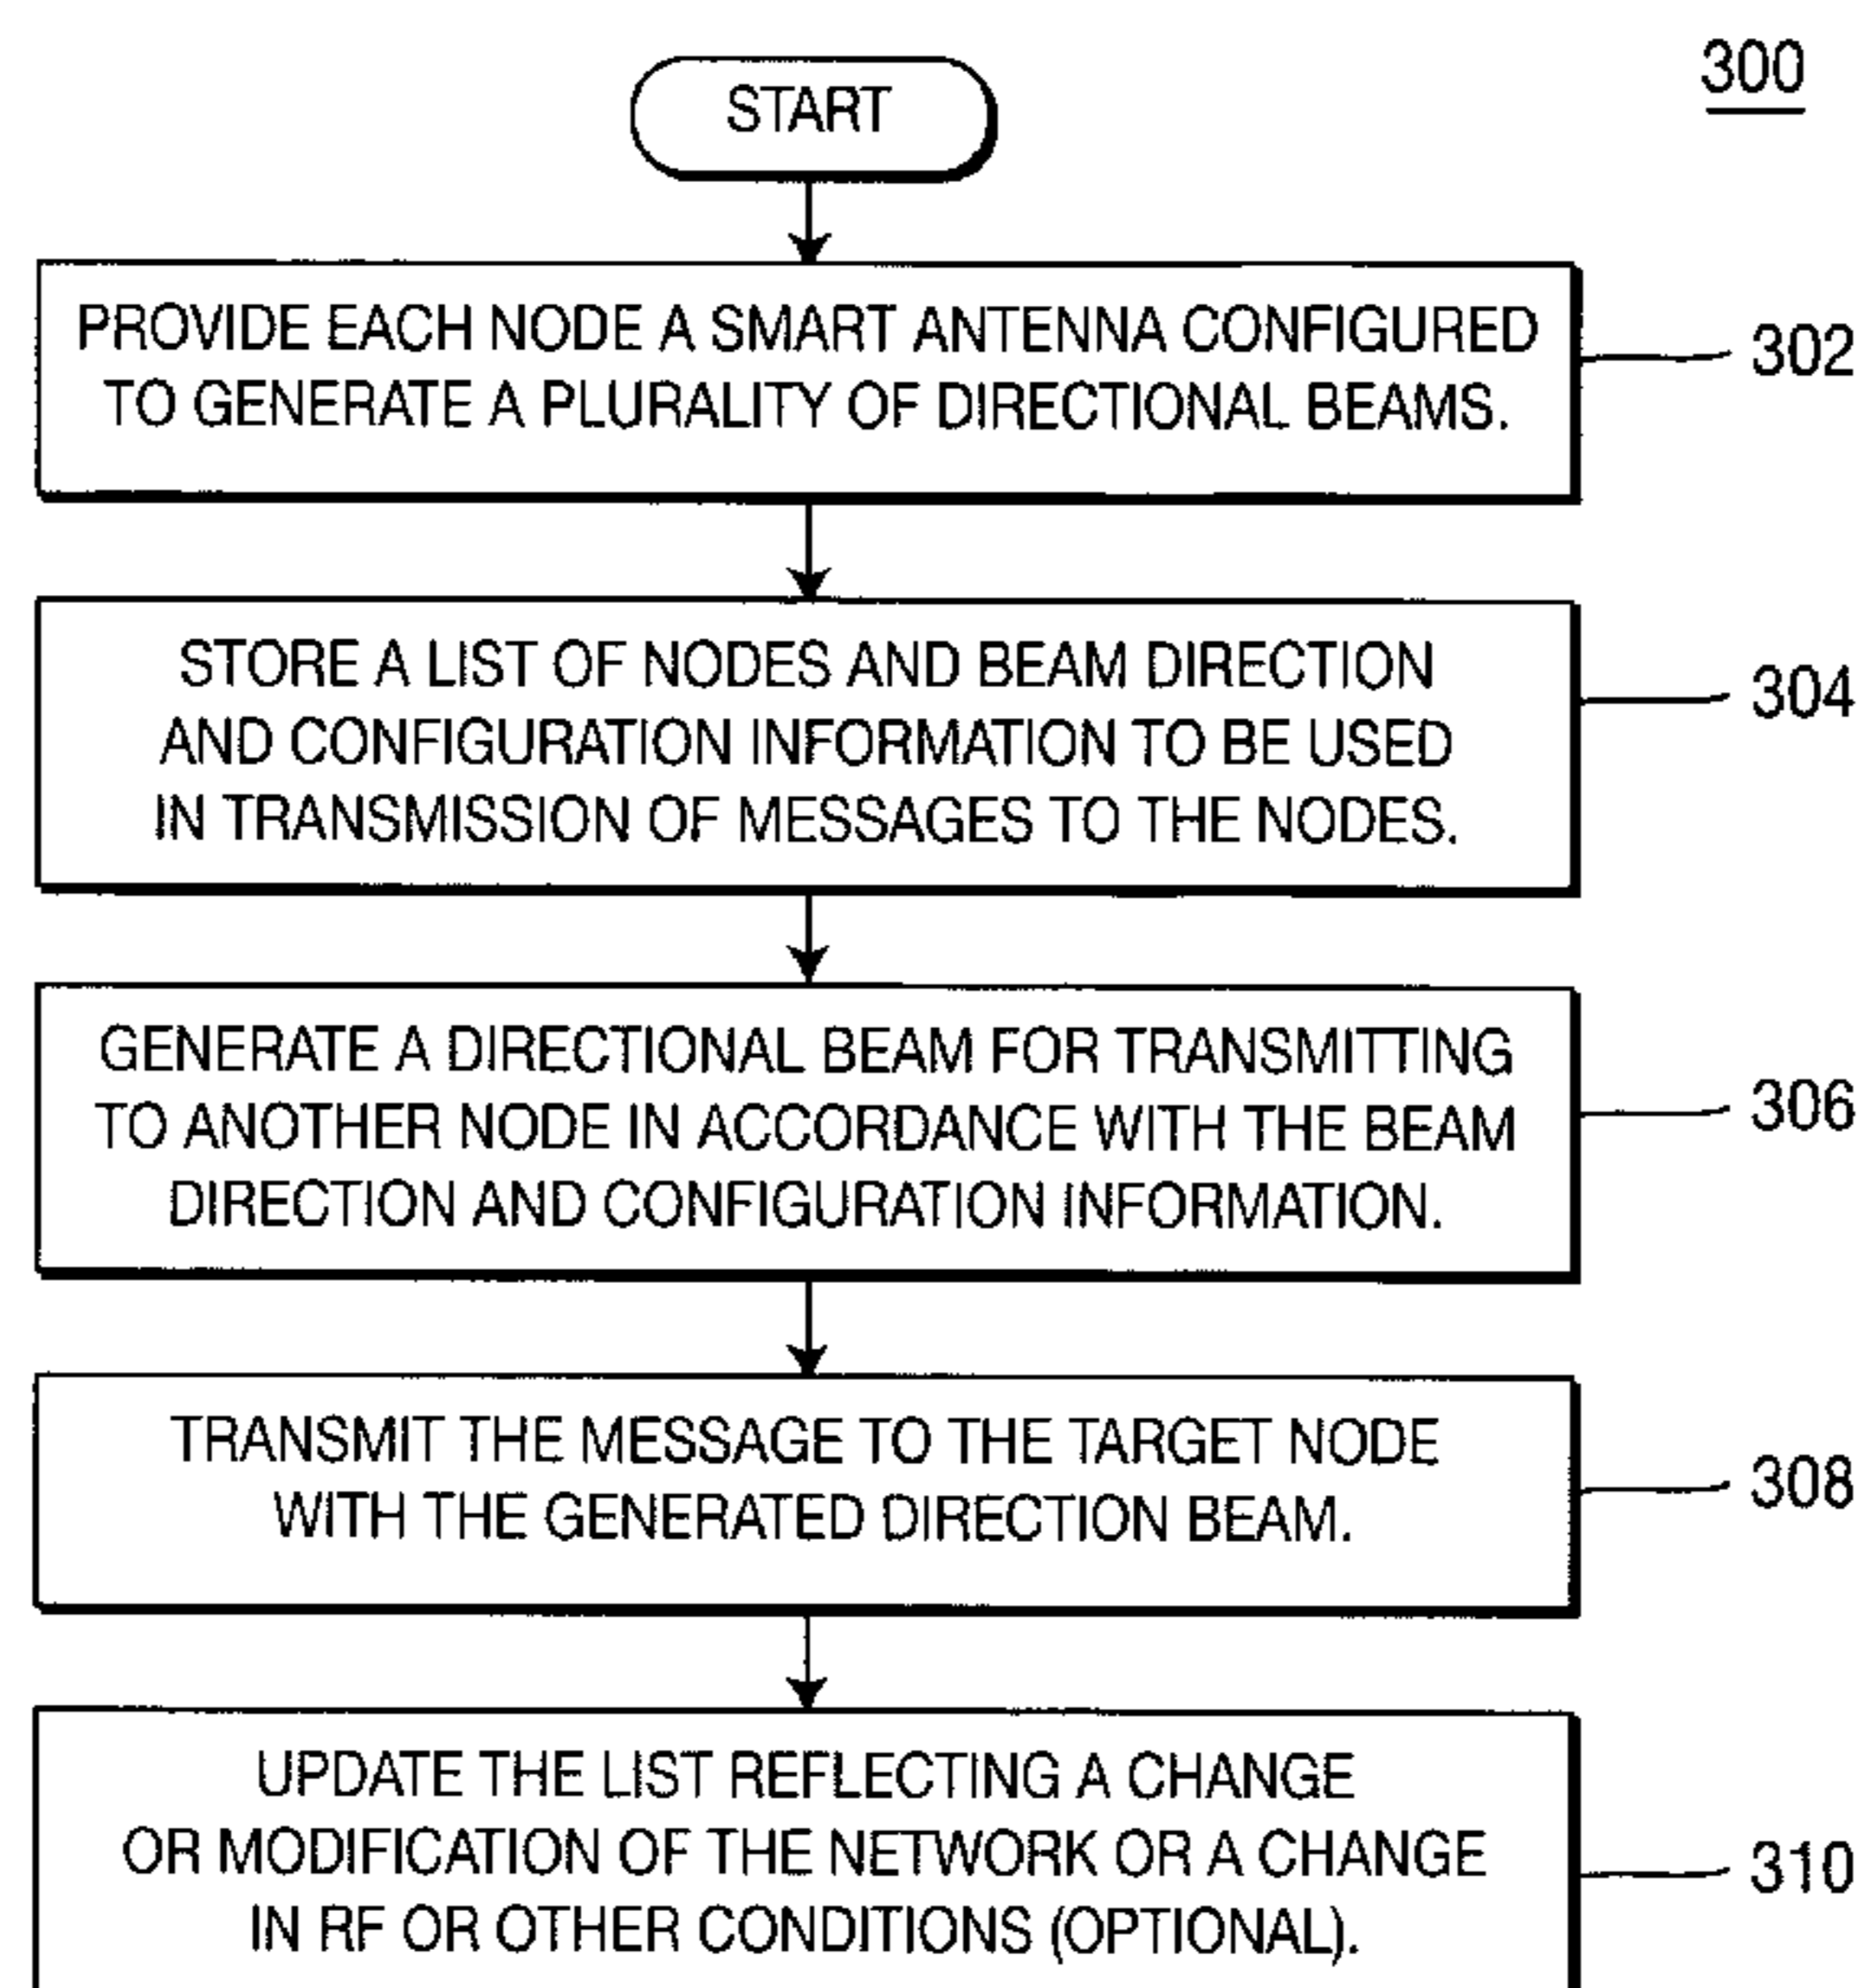 300
START
PROVIDE EACH NODE A SMART ANTENNA CONFIGURED
TO GENERATE A PLURALITY OF DIRECTIONAL BEAMS.
302
STORE A LIST OF NODES AND BEAM DIRECTION
AND CONFIGURATION INFORMATION TO BE USED
IN TRANSMISSION OF MESSAGES TO THE NODES.
304
GENERATE A DIRECTIONAL BEAM FOR TRANSMITTING
TO ANOTHER NODE IN ACCORDANCE WITH THE BEAM
DIRECTION AND CONFIGURATION INFORMATION.
306
TRANSMIT THE MESSAGE TO THE TARGET NODE
WITH THE GENERATED DIRECTION BEAM.
308
UPDATE THE LIST REFLECTING A CHANGE
OR MODIFICATION OF THE NETWORK OR A CHANGE
IN RF OR OTHER CONDITIONS (OPTIONAL).
310